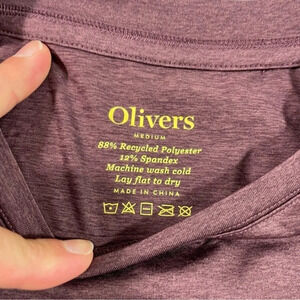 Olivers
MEDIUM
88% Recycled Polyester
12% Spandex
Machine wash cold
Lay flat to dry
MADE IN CHINA